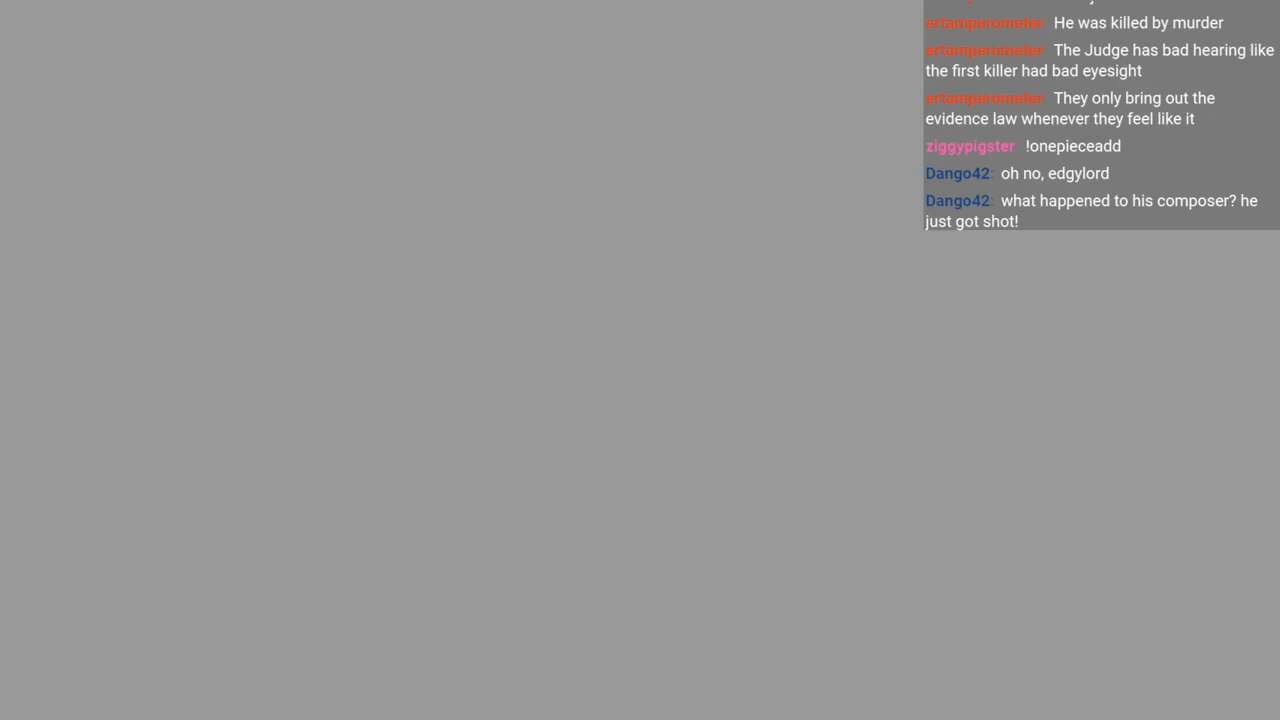 ertamperometer: He was killed by murder
ertamperometer: The Judge has bad hearing like
the first killer had bad eyesight
ertamperometer: They only bring out the
evidence law whenever they feel like it
ziggypigster: !onepieceadd
Dango42: oh no, edgylord
Dango42: what happened to his composer? he
just got shot!